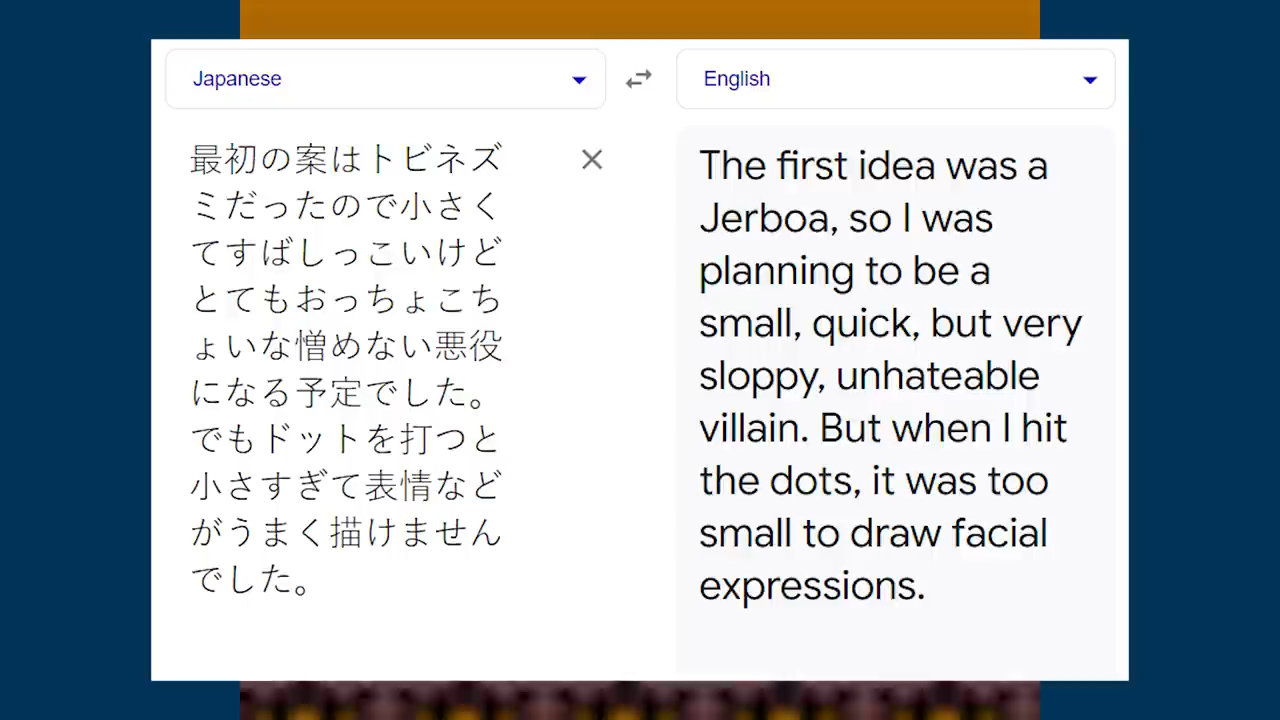 Japanese
English
最初の案はトビネズ
ミだったので小さく
てすばしっこいけど
とてもおっちょこち
ょいな憎めない悪役
になる予定でした。
でもドットを打つと
小さすぎて表情など
がうまく描けません
でした。
The first idea was a
Jerboa, so I was
planning to be a
small, quick, but very
sloppy, unhateable
villain. But when I hit
the dots, it was too
small to draw facial
expressions.